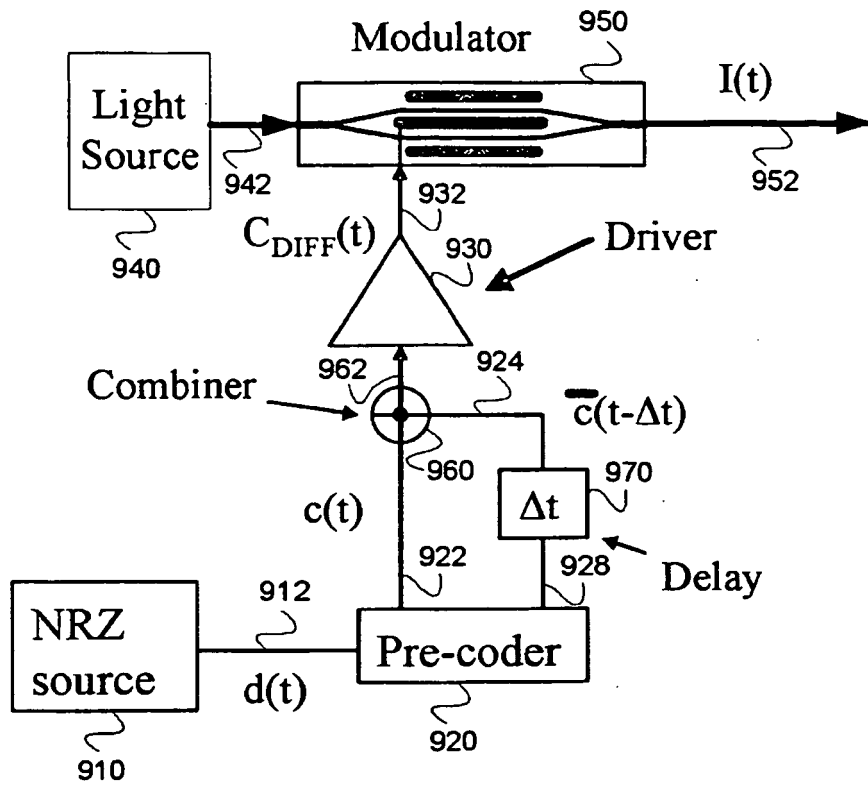 Modulator
950
I(t)
Light
Source
942
952
940
932
C_DIFF(t)
930
Driver
962
924
Combiner
c̅(t-Δt)
960
970
Δt
c(t)
922
928
Delay
912
NRZ
source
Pre-coder
d(t)
920
910